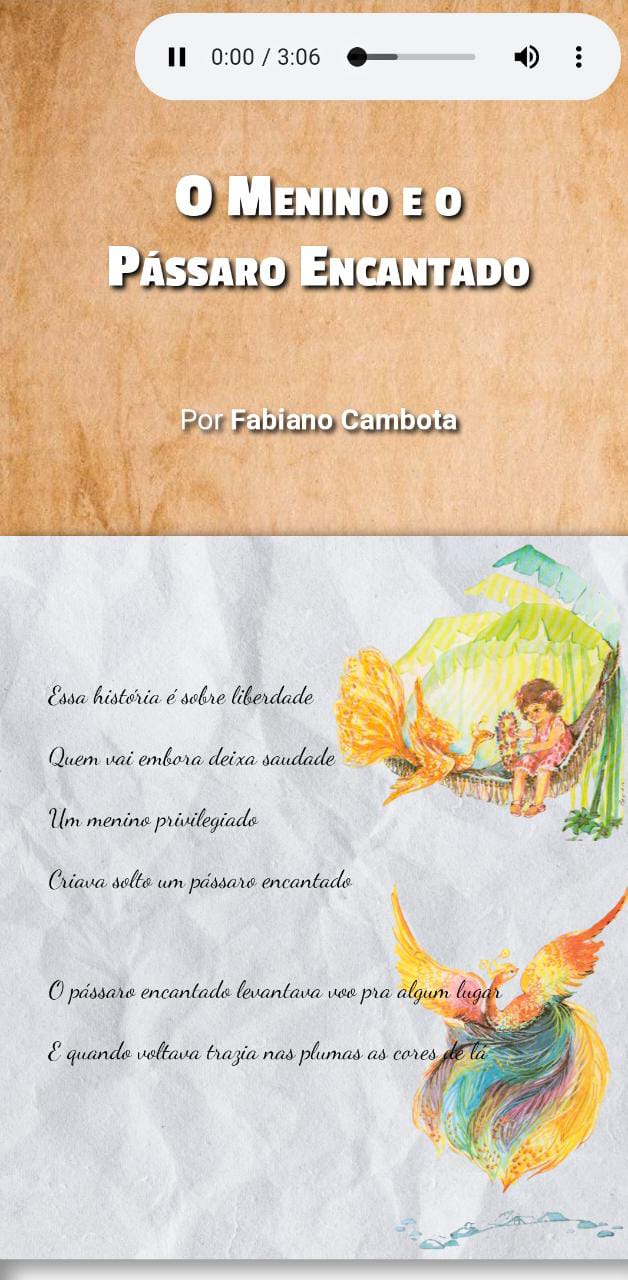 0:00 / 3:06
O Menino e o
Pássaro Encantado
Por Fabiano Cambota
Essa história é sobre liberdade
Quem vai embora deixa saudade
Um menino privilegiado
Criava solto um pássaro encantado
O pássaro encantado levantava voo pra algum lugar
E quando voltava trazia nas plumas as cores de lá